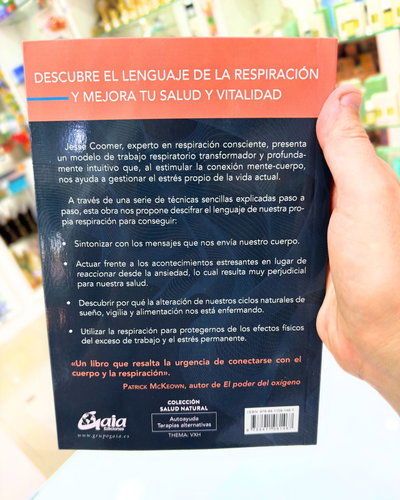 DESCUBRE EL LENGUAJE DE LA RESPIRACIÓN
Y MEJORA TU SALUD Y VITALIDAD
Jesse Coomer, experto en respiración consciente, presenta
un modelo de trabajo respiratorio transformador y profunda-
mente intuitivo que, al estimular la conexión mente-cuerpo,
nos ayuda a gestionar el estrés propio de la vida actual.
A través de una serie de técnicas sencillas explicadas paso a
paso, esta obra nos propone descifrar el lenguaje de nuestra pro-
pia respiración para conseguir:
• Sintonizar con los mensajes que nos envía nuestro cuerpo.
• Actuar frente a los acontecimientos estresantes en lugar de
reaccionar desde la ansiedad, lo cual resulta muy perjudicial
para nuestra salud.
• Descubrir por qué la alteración de nuestros ciclos naturales de
sueño, vigilia y alimentación nos está enfermando.
• Utilizar la respiración para protegernos de los efectos físicos
del exceso de trabajo y el estrés permanente.
«Un libro que resalta la urgencia de conectarse con el
cuerpo y la respiración».
PATRICK MCKEOWN, autor de El poder del oxígeno
Gaia
ediciones
www.grupogaia.es
COLECCIÓN
SALUD NATURAL
Autoayuda
Terapias alternativas
THEMA: VXH